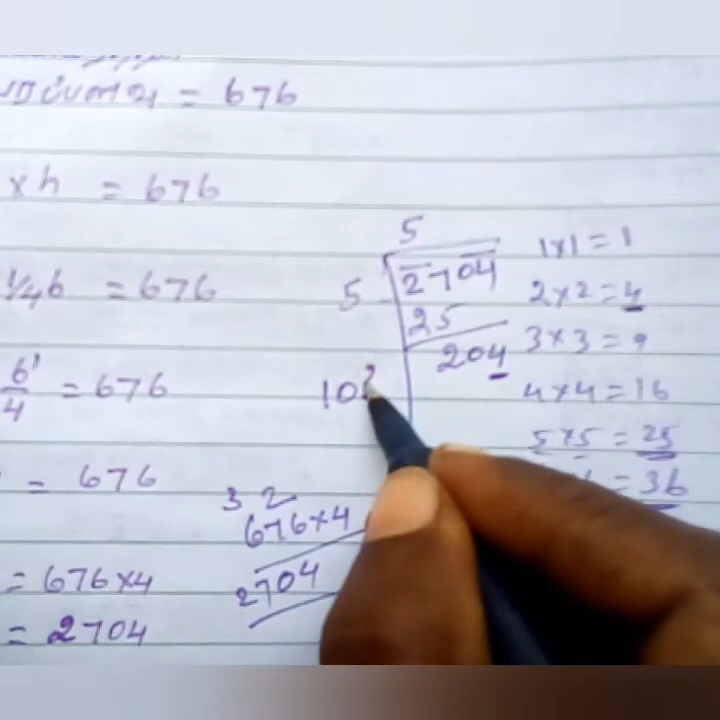 = 676
x h = 676
1/4 b = 676
6/4 = 676
= 676
= 676x4
= 2704
3 2
676x4
2704
5
5 2704
25
204
102
1x1 = 1
2x2 = 4
3x3 = 9
4x4 = 16
5x5 = 25
= 36